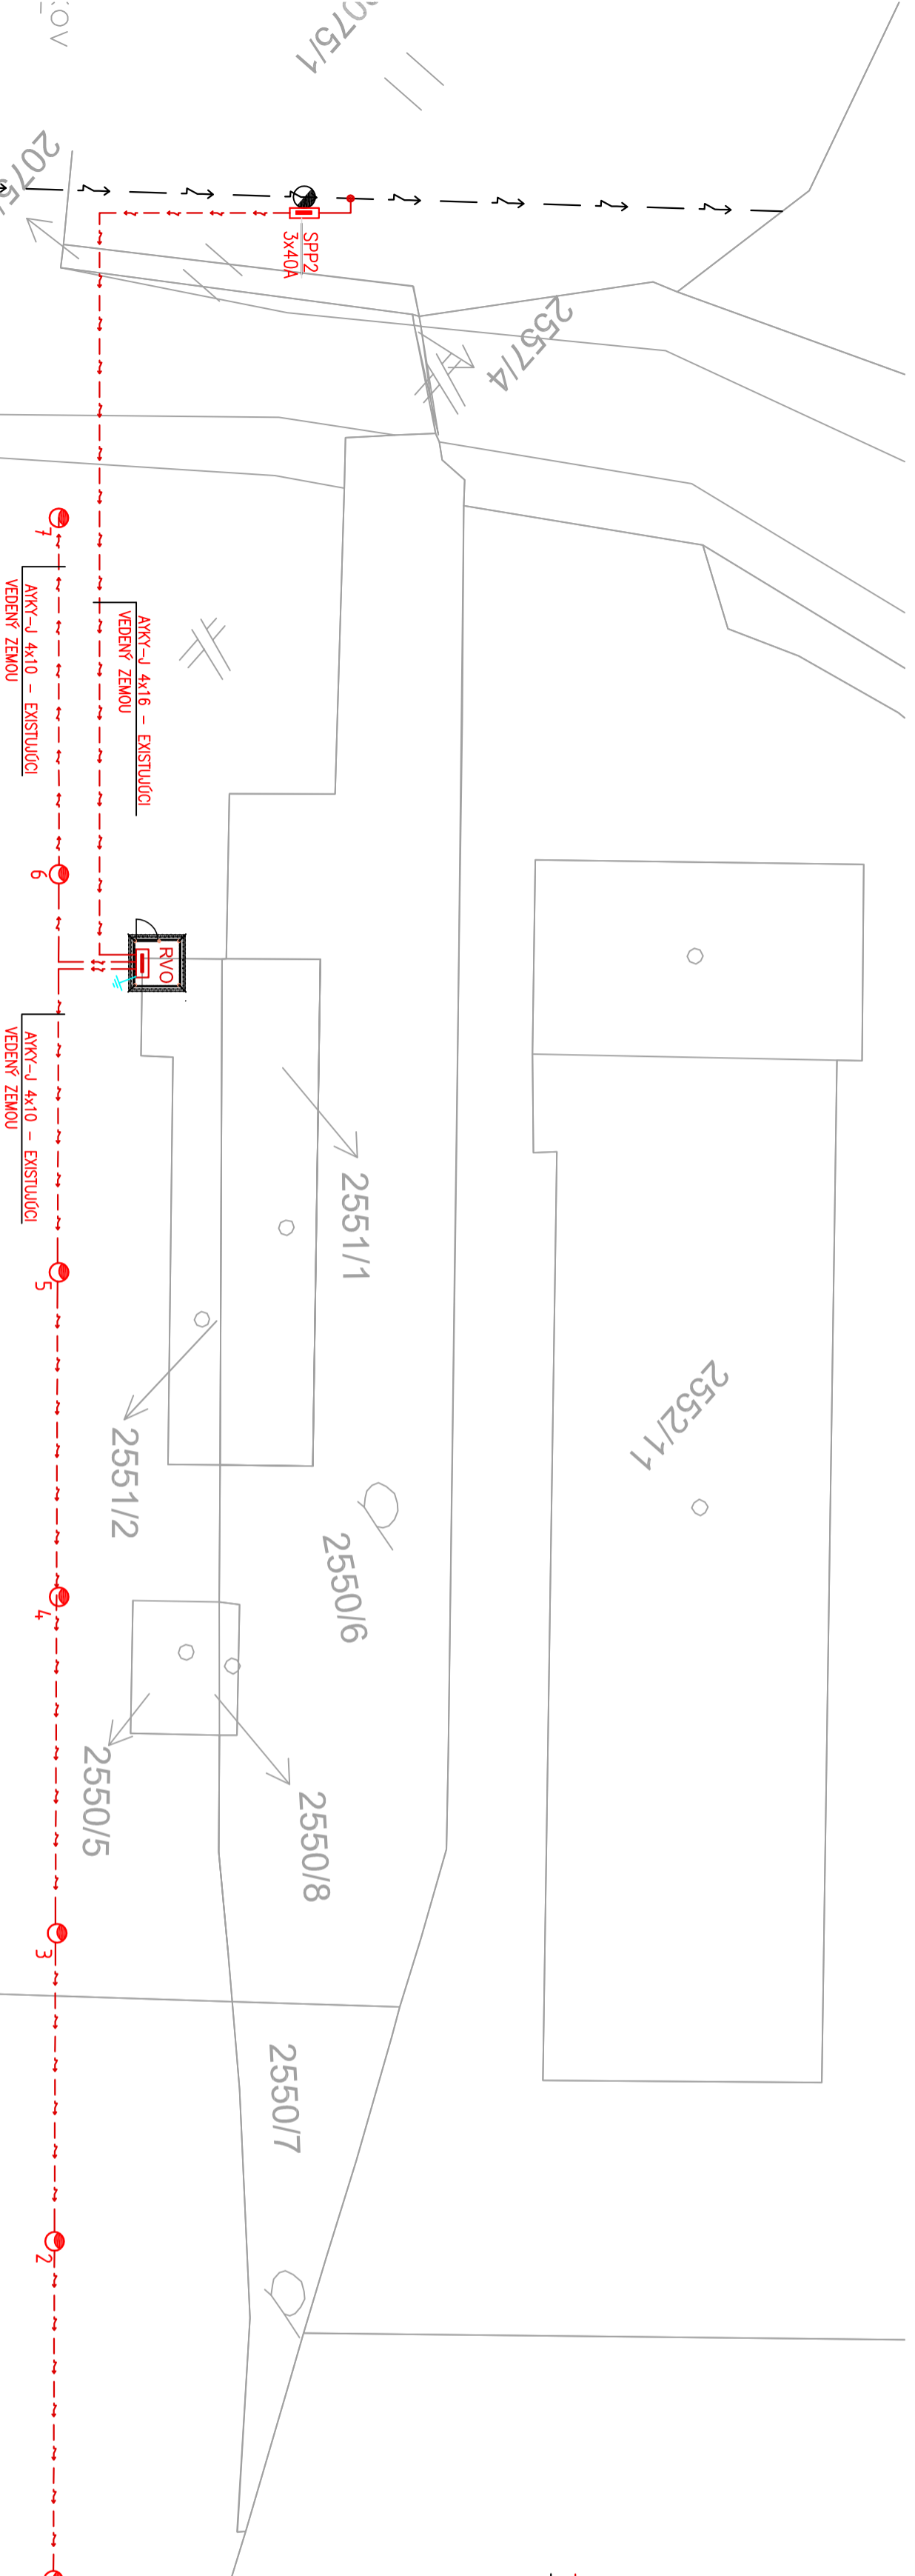 2075/1
SPP2
3x40A
2557/4
7
AYKY-J 4x10 - EXISTUJÚCI
VEDENÝ ZEMOU
AYKY-J 4x16 - EXISTUJÚCI
VEDENÝ ZEMOU
6
RVO
AYKY-J 4x10 - EXISTUJÚCI
VEDENÝ ZEMOU
5
2551/1
2552/11
2551/2
2550/6
4
2550/5
2550/8
3
2550/7
2